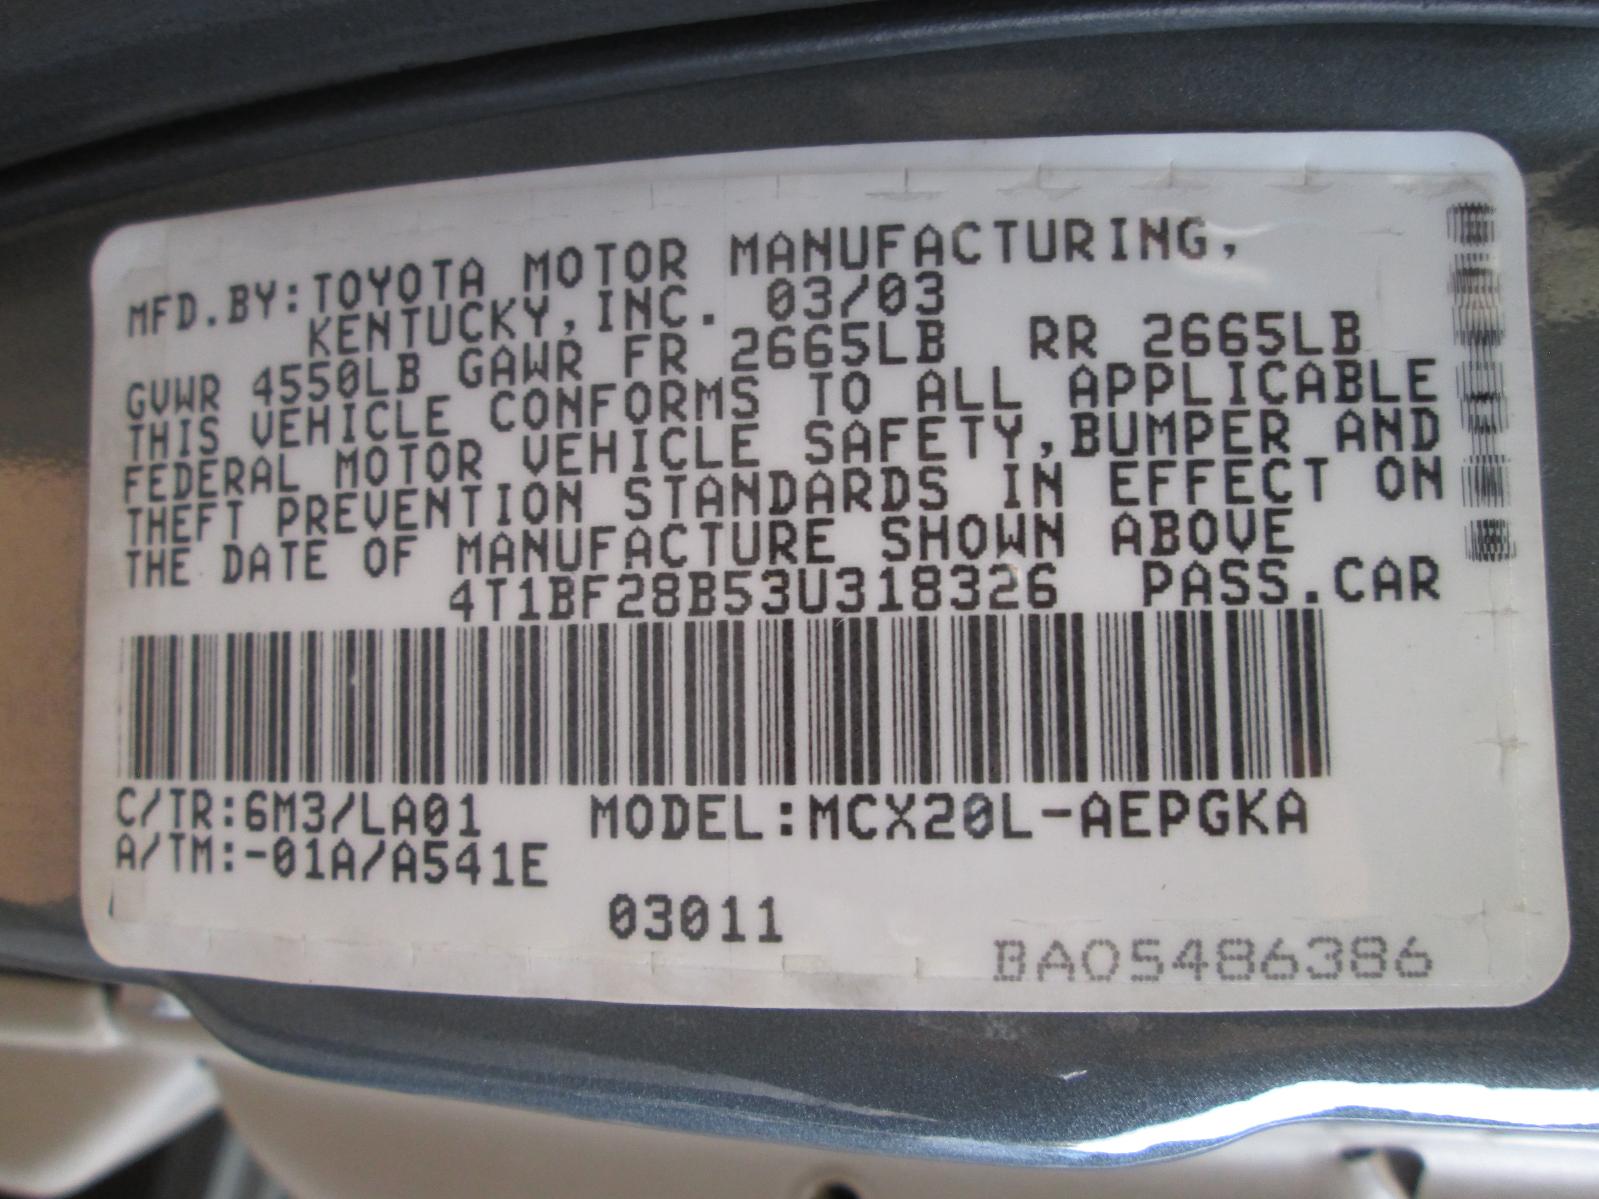 MFD.BY:TOYOTA MOTOR MANUFACTURING,
KENTUCKY,INC. 03/03
GVWR 4550LB GAWR FR 2665LB RR 2665LB
THIS VEHICLE CONFORMS TO ALL APPLICABLE
FEDERAL MOTOR VEHICLE SAFETY,BUMPER AND
THEFT PREVENTION STANDARDS IN EFFECT ON
THE DATE OF MANUFACTURE SHOWN ABOVE
4T1BF28B53U318326 PASS.CAR
C/TR:6M3/LA01 MODEL:MCX20L-AEPGKA
A/TM:-01A/A541E
03011
BA05486386